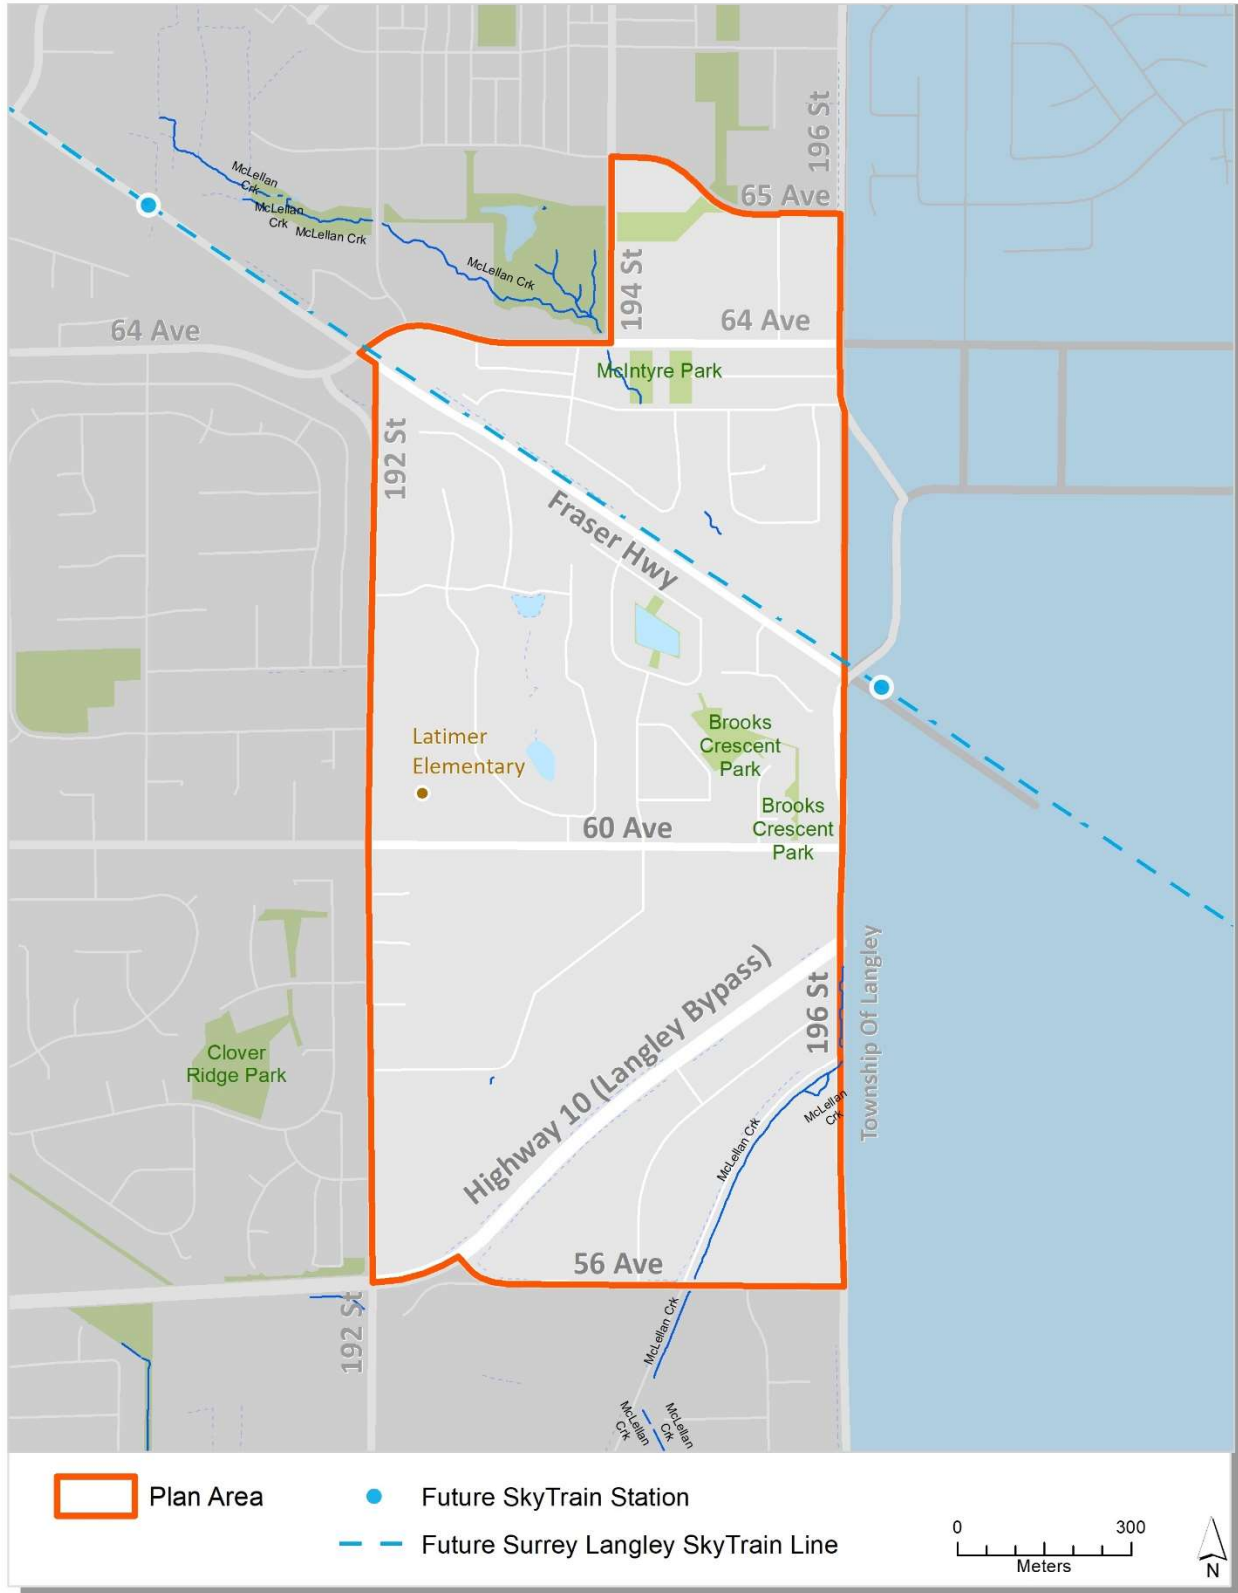 196 St
McLellan
Crk
McLellan
Crk
McLellan Crk
65 Ave
McLellan Crk
194 St
64 Ave
64 Ave
McIntyre Park
192 St
Fraser Hwy
Latimer
Elementary
Brooks
Crescent
Park
Brooks
Crescent
Park
60 Ave
Township Of Langley
Highway 10 (Langley Bypass)
196 St
Clover
Ridge Park
McLellan
Crk
McLellan Crk
56 Ave
192 St
McLellan Crk
McLellan
Crk
McLellan
Crk
Plan Area
Future SkyTrain Station
Future Surrey Langley SkyTrain Line
0 300
Meters
N